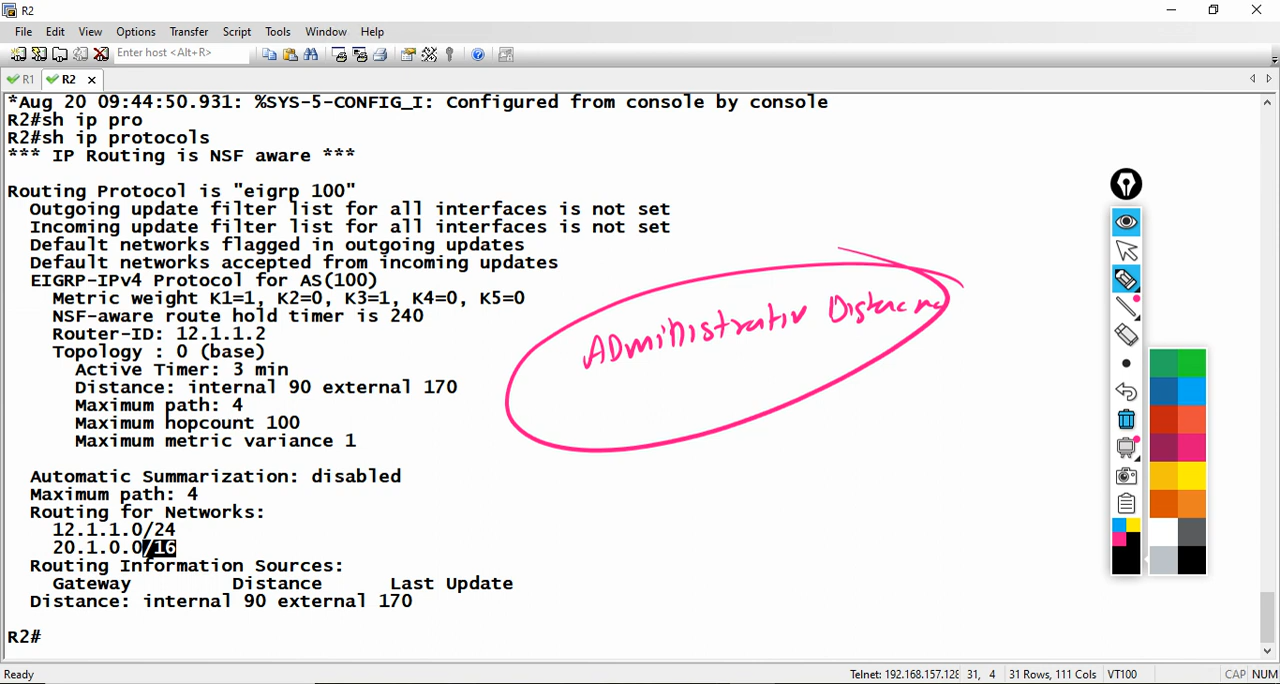 R2
File Edit View Options Transfer Script Tools Window Help
Enter host <Alt+R>
R1 R2
*Aug 20 09:44:50.931: %SYS-5-CONFIG_I: Configured from console by console
R2#sh ip pro
R2#sh ip protocols
*** IP Routing is NSF aware ***
Routing Protocol is "eigrp 100"
Outgoing update filter list for all interfaces is not set
Incoming update filter list for all interfaces is not set
Default networks flagged in outgoing updates
Default networks accepted from incoming updates
EIGRP-IPv4 Protocol for AS(100)
Metric weight K1=1, K2=0, K3=1, K4=0, K5=0
NSF-aware route hold timer is 240
Router-ID: 12.1.1.2
Topology : 0 (base)
Active Timer: 3 min
Distance: internal 90 external 170
Maximum path: 4
Maximum hopcount 100
Maximum metric variance 1
Administrativ
Automatic Summarization: disabled
Maximum path: 4
Routing for Networks:
12.1.1.0/24
20.1.0.0/16
Routing Information Sources:
Gateway Distance Last Update
Distance: internal 90 external 170
R2#
Ready Telnet: 192.168.157.128 31, 4 31 Rows, 111 Cols VT100 CAP NUM